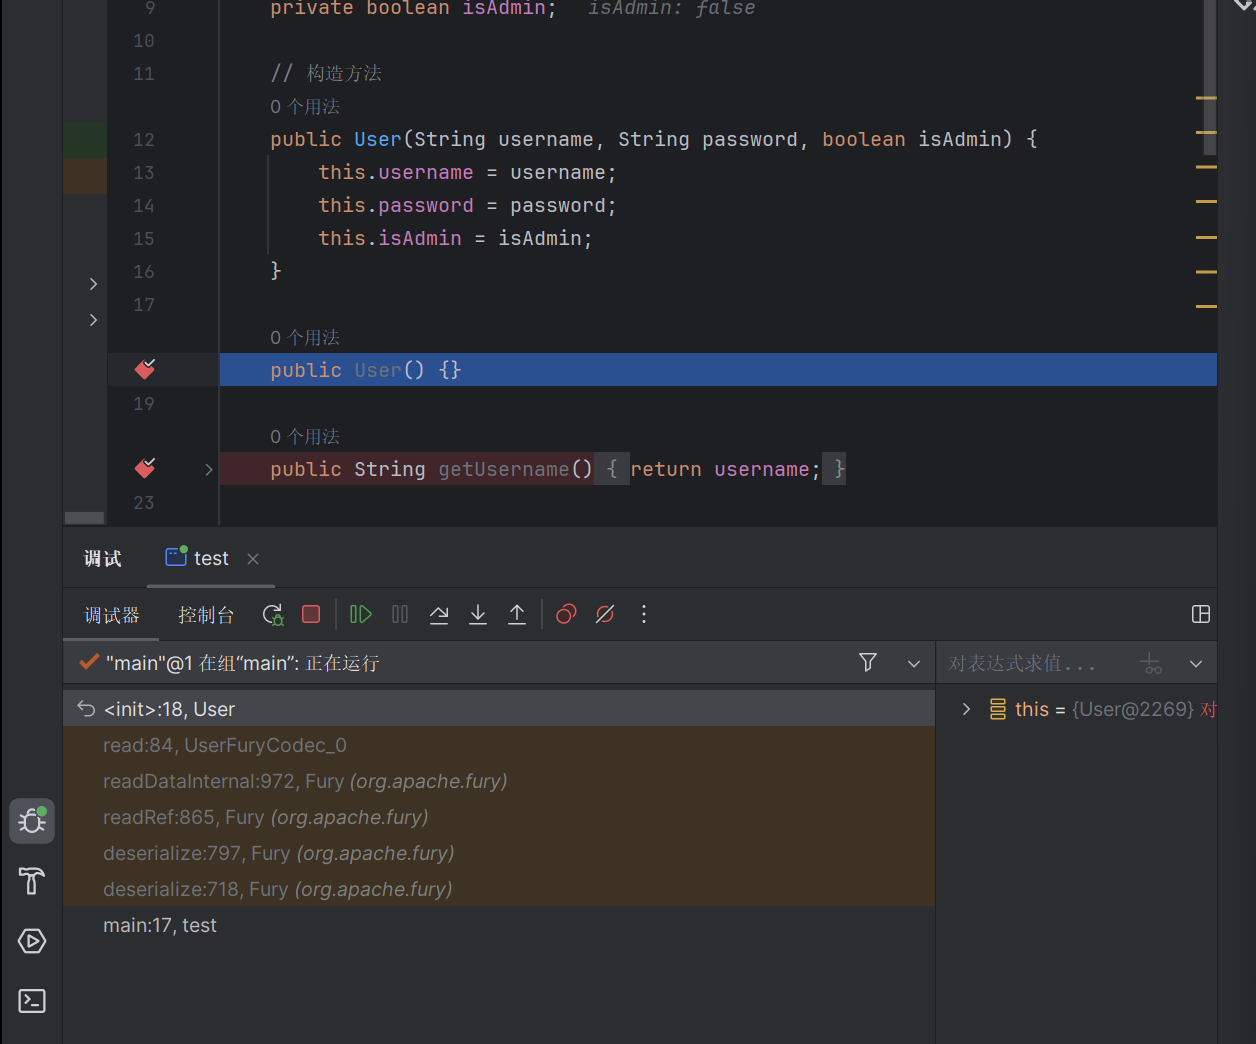 9 private boolean isAdmin; isAdmin: false
10
11 // 构造方法
0 个用法
12 public User(String username, String password, boolean isAdmin) {
13 this.username = username;
14 this.password = password;
15 this.isAdmin = isAdmin;
16 }
17
0 个用法
public User() {}
19
0 个用法
public String getUsername() { return username; }
23
调试 test
调试器 控制台
"main"@1 在组“main”: 正在运行
对表达式求值...
<init>:18, User
this = {User@2269} 对
read:84, UserFuryCodec_0
readDataInternal:972, Fury (org.apache.fury)
readRef:865, Fury (org.apache.fury)
deserialize:797, Fury (org.apache.fury)
deserialize:718, Fury (org.apache.fury)
main:17, test